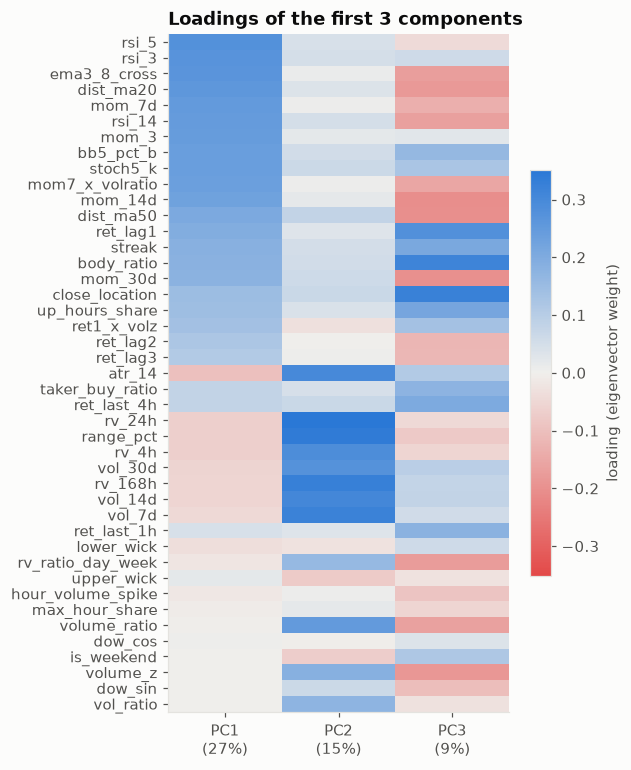 Loadings of the first 3 components
rsi_5
rsi_3
ema3_8_cross
dist_ma20
mom_7d
rsi_14
mom_3
bb5_pct_b
stoch5_k
mom7_x_volratio
mom_14d
dist_ma50
ret_lag1
streak
body_ratio
mom_30d
close_location
up_hours_share
ret1_x_volz
ret_lag2
ret_lag3
atr_14
taker_buy_ratio
ret_last_4h
rv_24h
range_pct
rv_4h
vol_30d
rv_168h
vol_14d
vol_7d
ret_last_1h
lower_wick
rv_ratio_day_week
upper_wick
hour_volume_spike
max_hour_share
volume_ratio
dow_cos
is_weekend
volume_z
dow_sin
vol_ratio
PC1
(27%)
PC2
(15%)
PC3
(9%)
0.3
0.2
0.1
0.0
−0.1
−0.2
−0.3
loading (eigenvector weight)